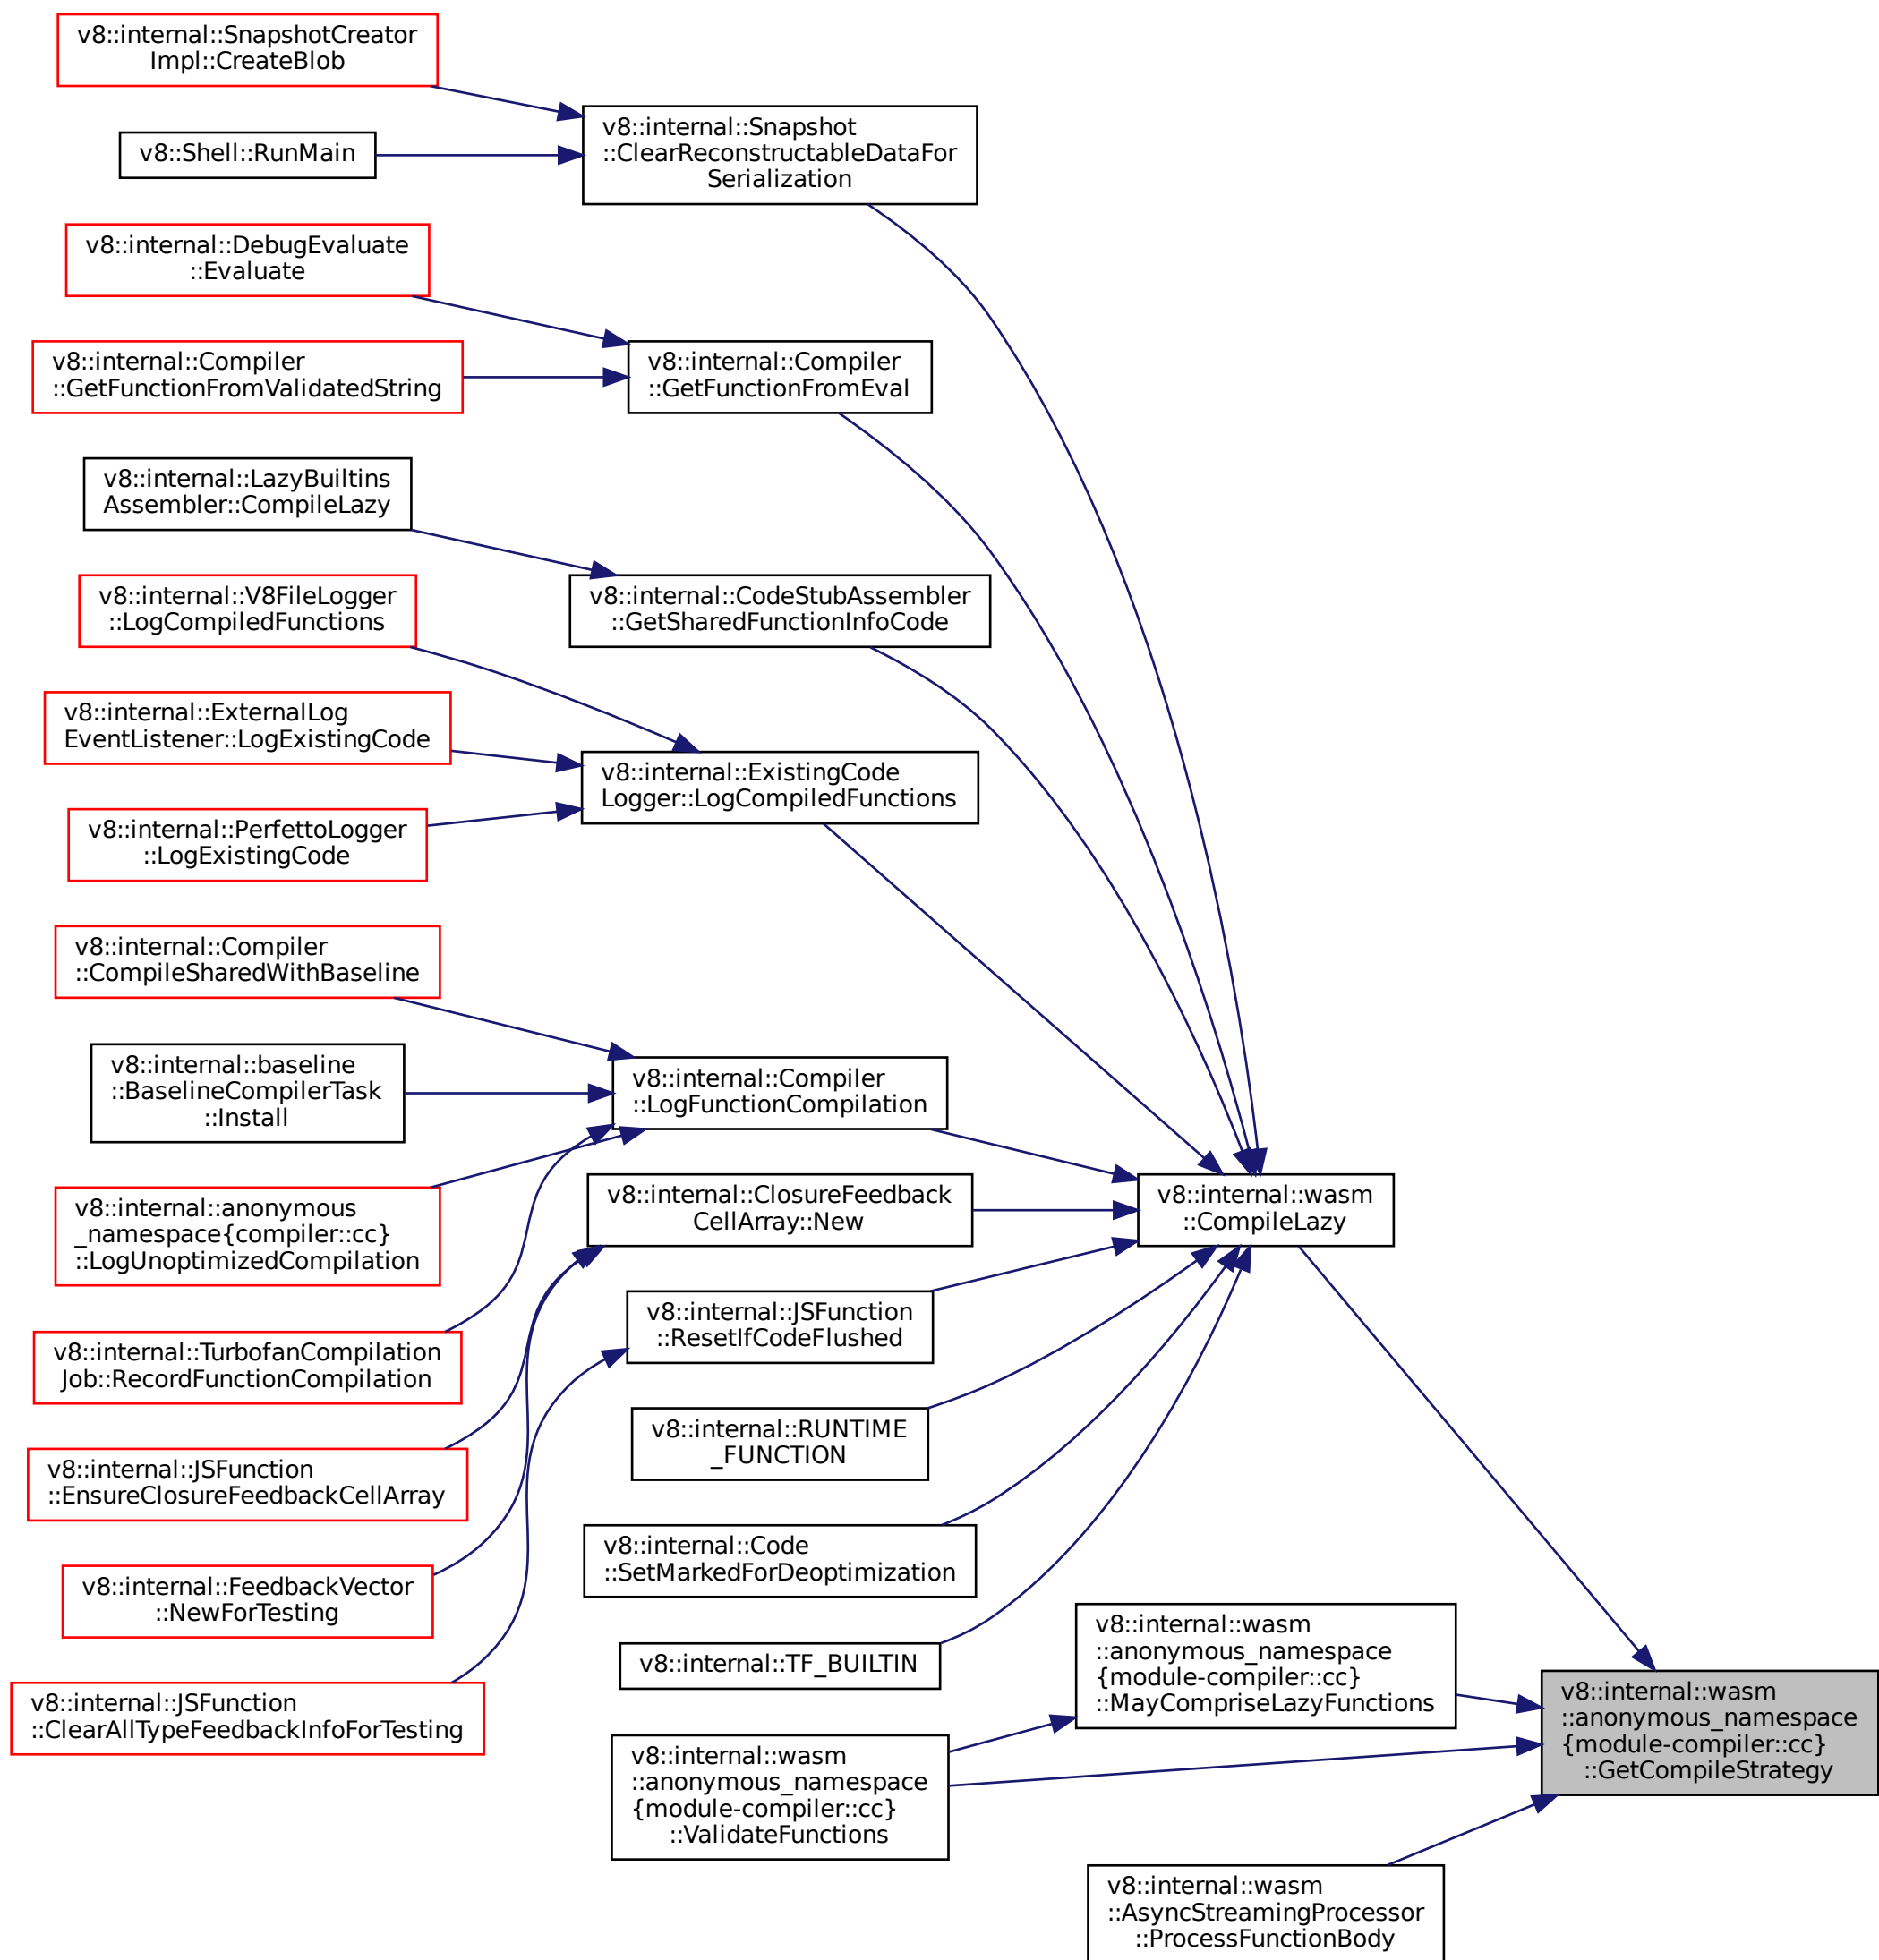 v8::internal::SnapshotCreator
Impl::CreateBlob
v8::internal::Snapshot
::ClearReconstructableDataFor
Serialization
v8::Shell::RunMain
v8::internal::DebugEvaluate
::Evaluate
v8::internal::Compiler
::GetFunctionFromValidatedString
v8::internal::Compiler
::GetFunctionFromEval
v8::internal::LazyBuiltins
Assembler::CompileLazy
v8::internal::V8FileLogger
::LogCompiledFunctions
v8::internal::CodeStubAssembler
::GetSharedFunctionInfoCode
v8::internal::ExternalLog
EventListener::LogExistingCode
v8::internal::ExistingCode
Logger::LogCompiledFunctions
v8::internal::PerfettoLogger
::LogExistingCode
v8::internal::Compiler
::CompileSharedWithBaseline
v8::internal::baseline
::BaselineCompilerTask
::Install
v8::internal::Compiler
::LogFunctionCompilation
v8::internal::anonymous
_namespace{compiler::cc}
::LogUnoptimizedCompilation
v8::internal::ClosureFeedback
CellArray::New
v8::internal::wasm
::CompileLazy
v8::internal::TurbofanCompilation
Job::RecordFunctionCompilation
v8::internal::JSFunction
::ResetIfCodeFlushed
v8::internal::RUNTIME
_FUNCTION
v8::internal::JSFunction
::EnsureClosureFeedbackCellArray
v8::internal::Code
::SetMarkedForDeoptimization
v8::internal::FeedbackVector
::NewForTesting
v8::internal::TF_BUILTIN
v8::internal::wasm
::anonymous_namespace
{module-compiler::cc}
::MayCompriseLazyFunctions
v8::internal::JSFunction
::ClearAllTypeFeedbackInfoForTesting
v8::internal::wasm
::anonymous_namespace
{module-compiler::cc}
::GetCompileStrategy
v8::internal::wasm
::anonymous_namespace
{module-compiler::cc}
::ValidateFunctions
v8::internal::wasm
::AsyncStreamingProcessor
::ProcessFunctionBody